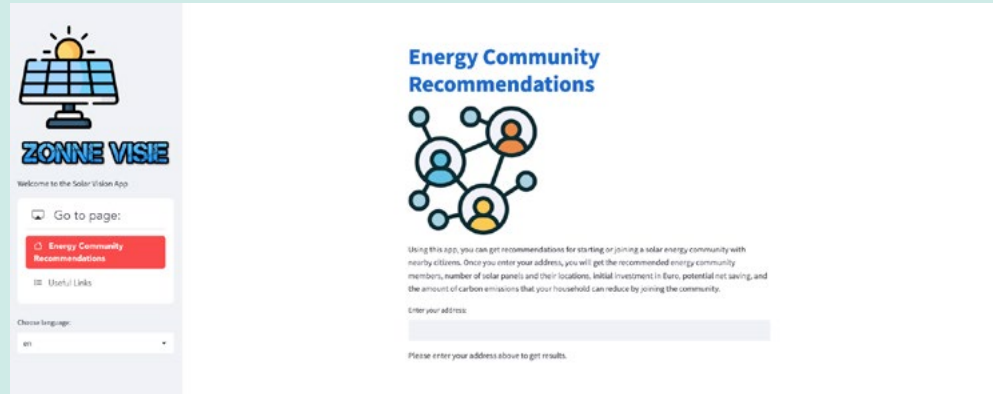 ZONNE VISIE
Welcome to the Solar Vision App
Go to page:
Energy Community
Recommendations
Useful Links
Choose language:
en
Energy Community
Recommendations
Using this app, you can get recommendations for starting or joining a solar energy community with
nearby citizens. Once you enter your address, you will get the recommended energy community
members, number of solar panels and their locations, initial investment in Euro, potential net saving, and
the amount of carbon emissions that your household can reduce by joining the community.
Enter your address:
Please enter your address above to get results.